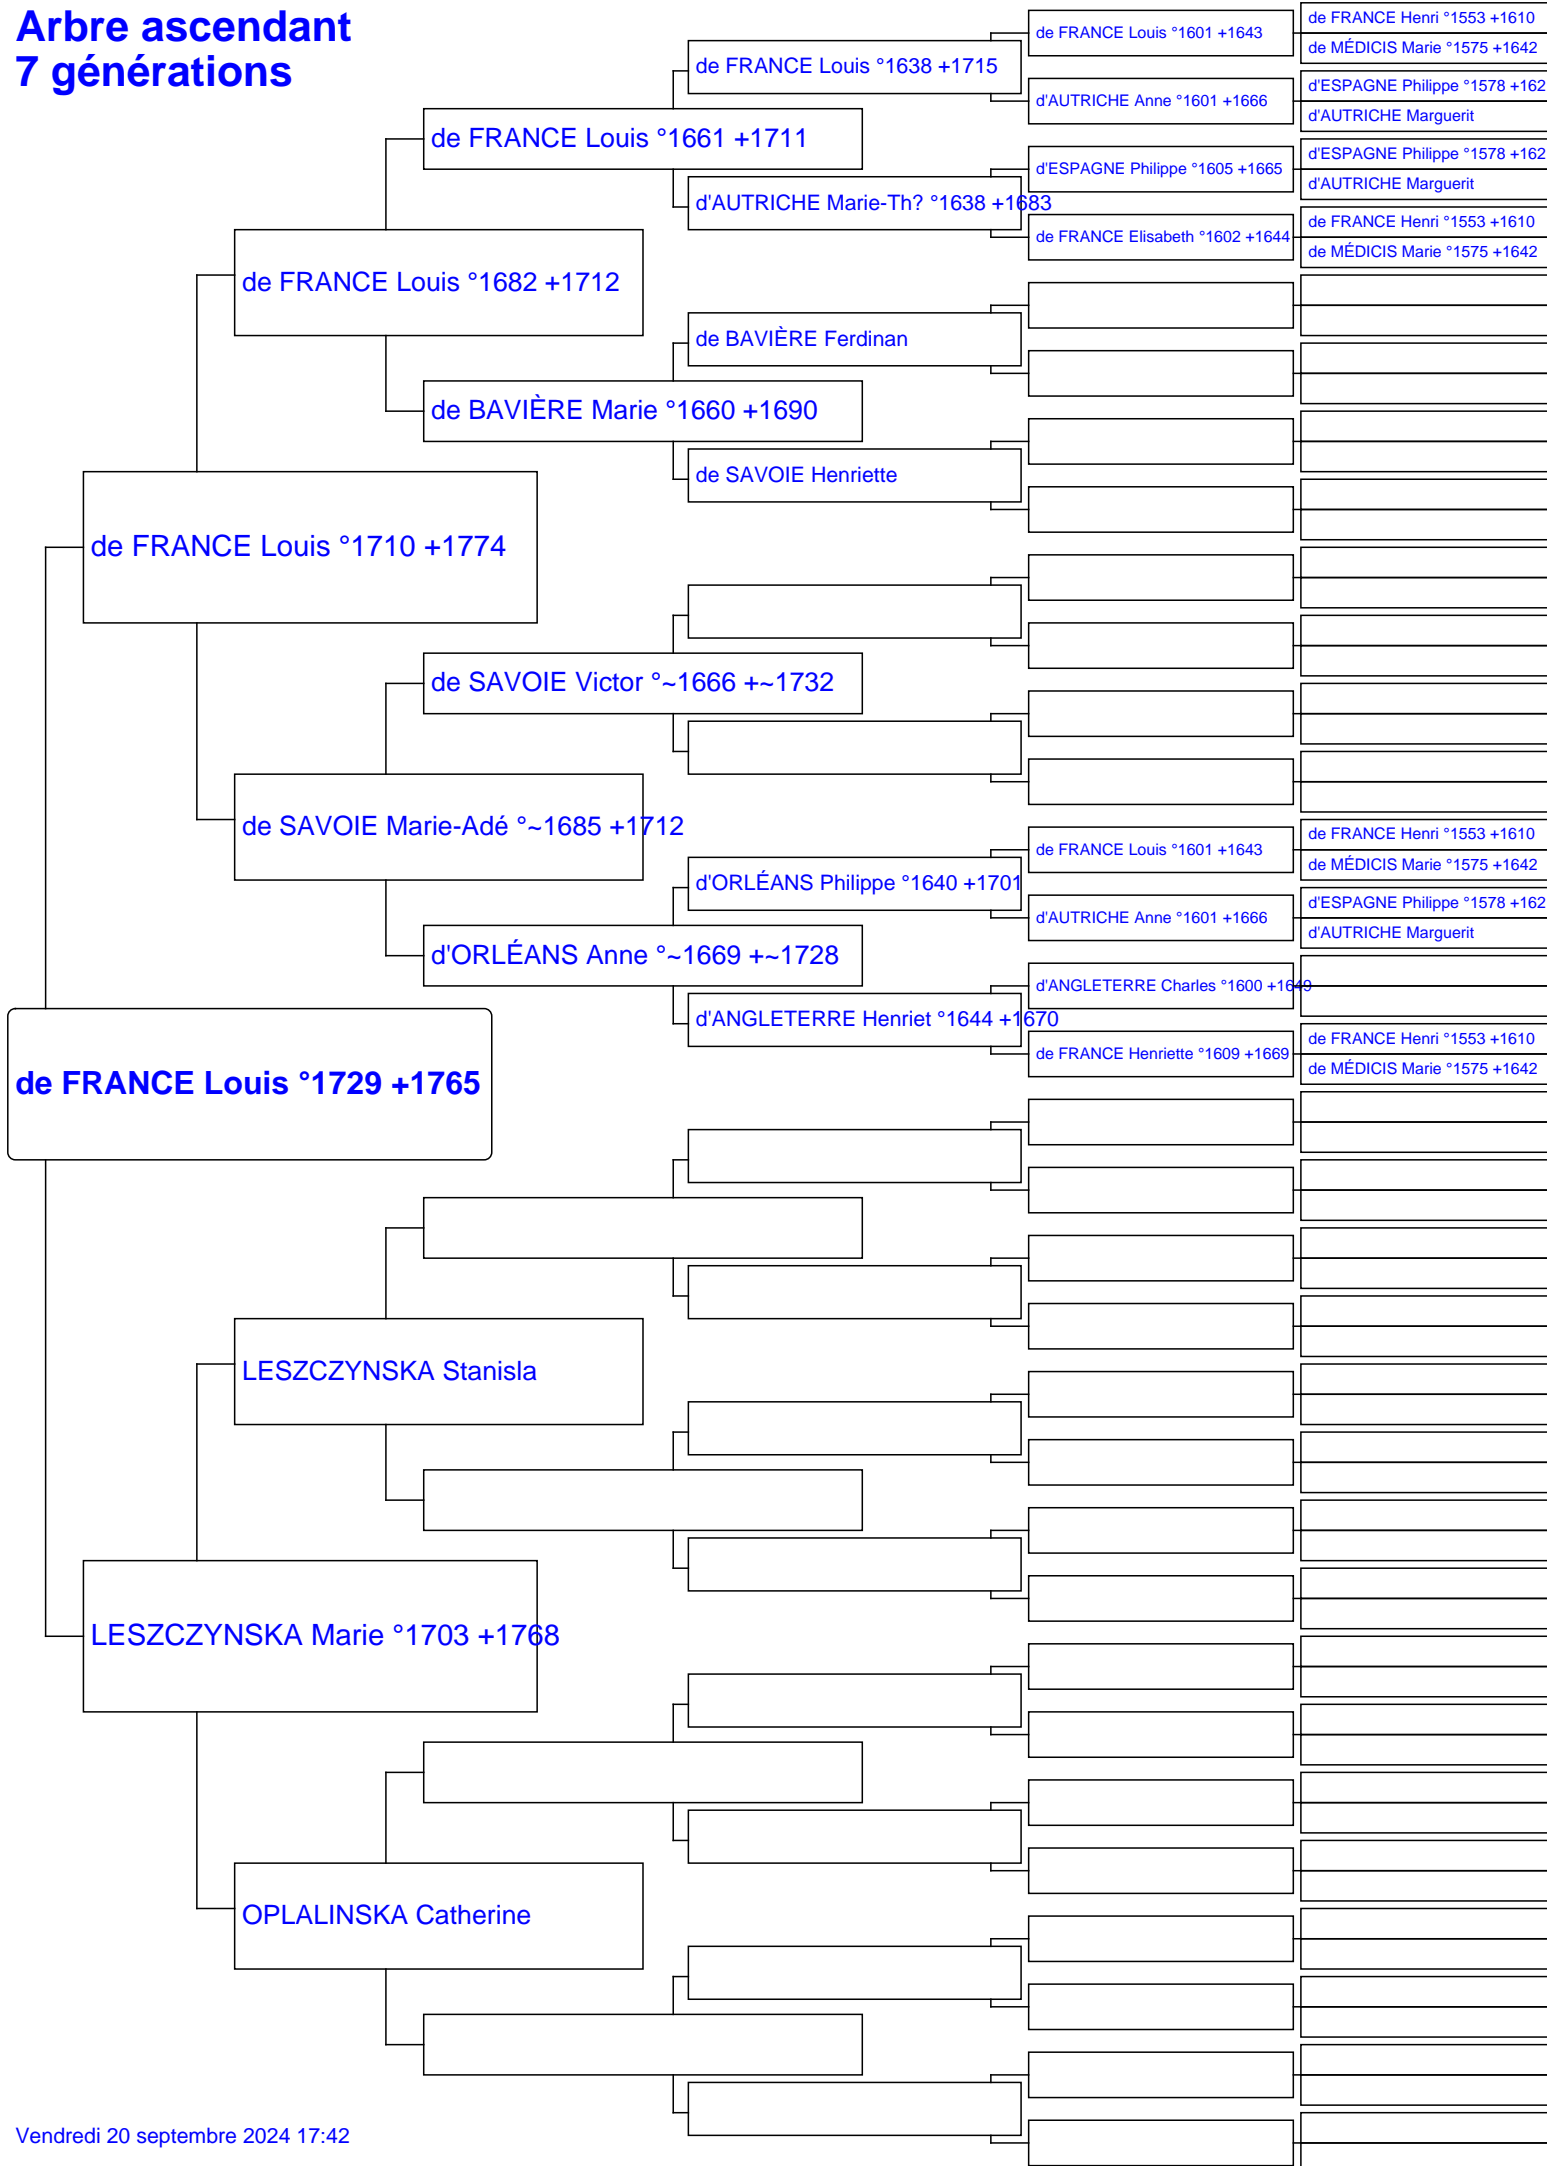 Arbre ascendant
7 générations
de FRANCE Louis °1729 +1765
de FRANCE Louis °1710 +1774
LESZCZYNSKA Marie °1703 +1768
de FRANCE Louis °1682 +1712
de SAVOIE Marie-Adé °~1685 +1712
LESZCZYNSKA Stanisla
OPLALINSKA Catherine
de FRANCE Louis °1661 +1711
de BAVIÈRE Marie °1660 +1690
de SAVOIE Victor °~1666 +~1732
d'ORLÉANS Anne °~1669 +~1728
de FRANCE Louis °1638 +1715
d'AUTRICHE Marie-Th? °1638 +1683
de BAVIÈRE Ferdinan
de SAVOIE Henriette
d'ORLÉANS Philippe °1640 +1701
d'ANGLETERRE Henriet °1644 +1670
de FRANCE Louis °1601 +1643
d'AUTRICHE Anne °1601 +1666
d'ESPAGNE Philippe °1605 +1665
de FRANCE Elisabeth °1602 +1644
de FRANCE Louis °1601 +1643
d'AUTRICHE Anne °1601 +1666
d'ANGLETERRE Charles °1600 +1649
de FRANCE Henriette °1609 +1669
de FRANCE Henri °1553 +1610
de MÉDICIS Marie °1575 +1642
d'ESPAGNE Philippe °1578 +162
d'AUTRICHE Marguerit
d'ESPAGNE Philippe °1578 +162
d'AUTRICHE Marguerit
de FRANCE Henri °1553 +1610
de MÉDICIS Marie °1575 +1642
de FRANCE Henri °1553 +1610
de MÉDICIS Marie °1575 +1642
d'ESPAGNE Philippe °1578 +162
d'AUTRICHE Marguerit
de FRANCE Henri °1553 +1610
de MÉDICIS Marie °1575 +1642
Vendredi 20 septembre 2024 17:42